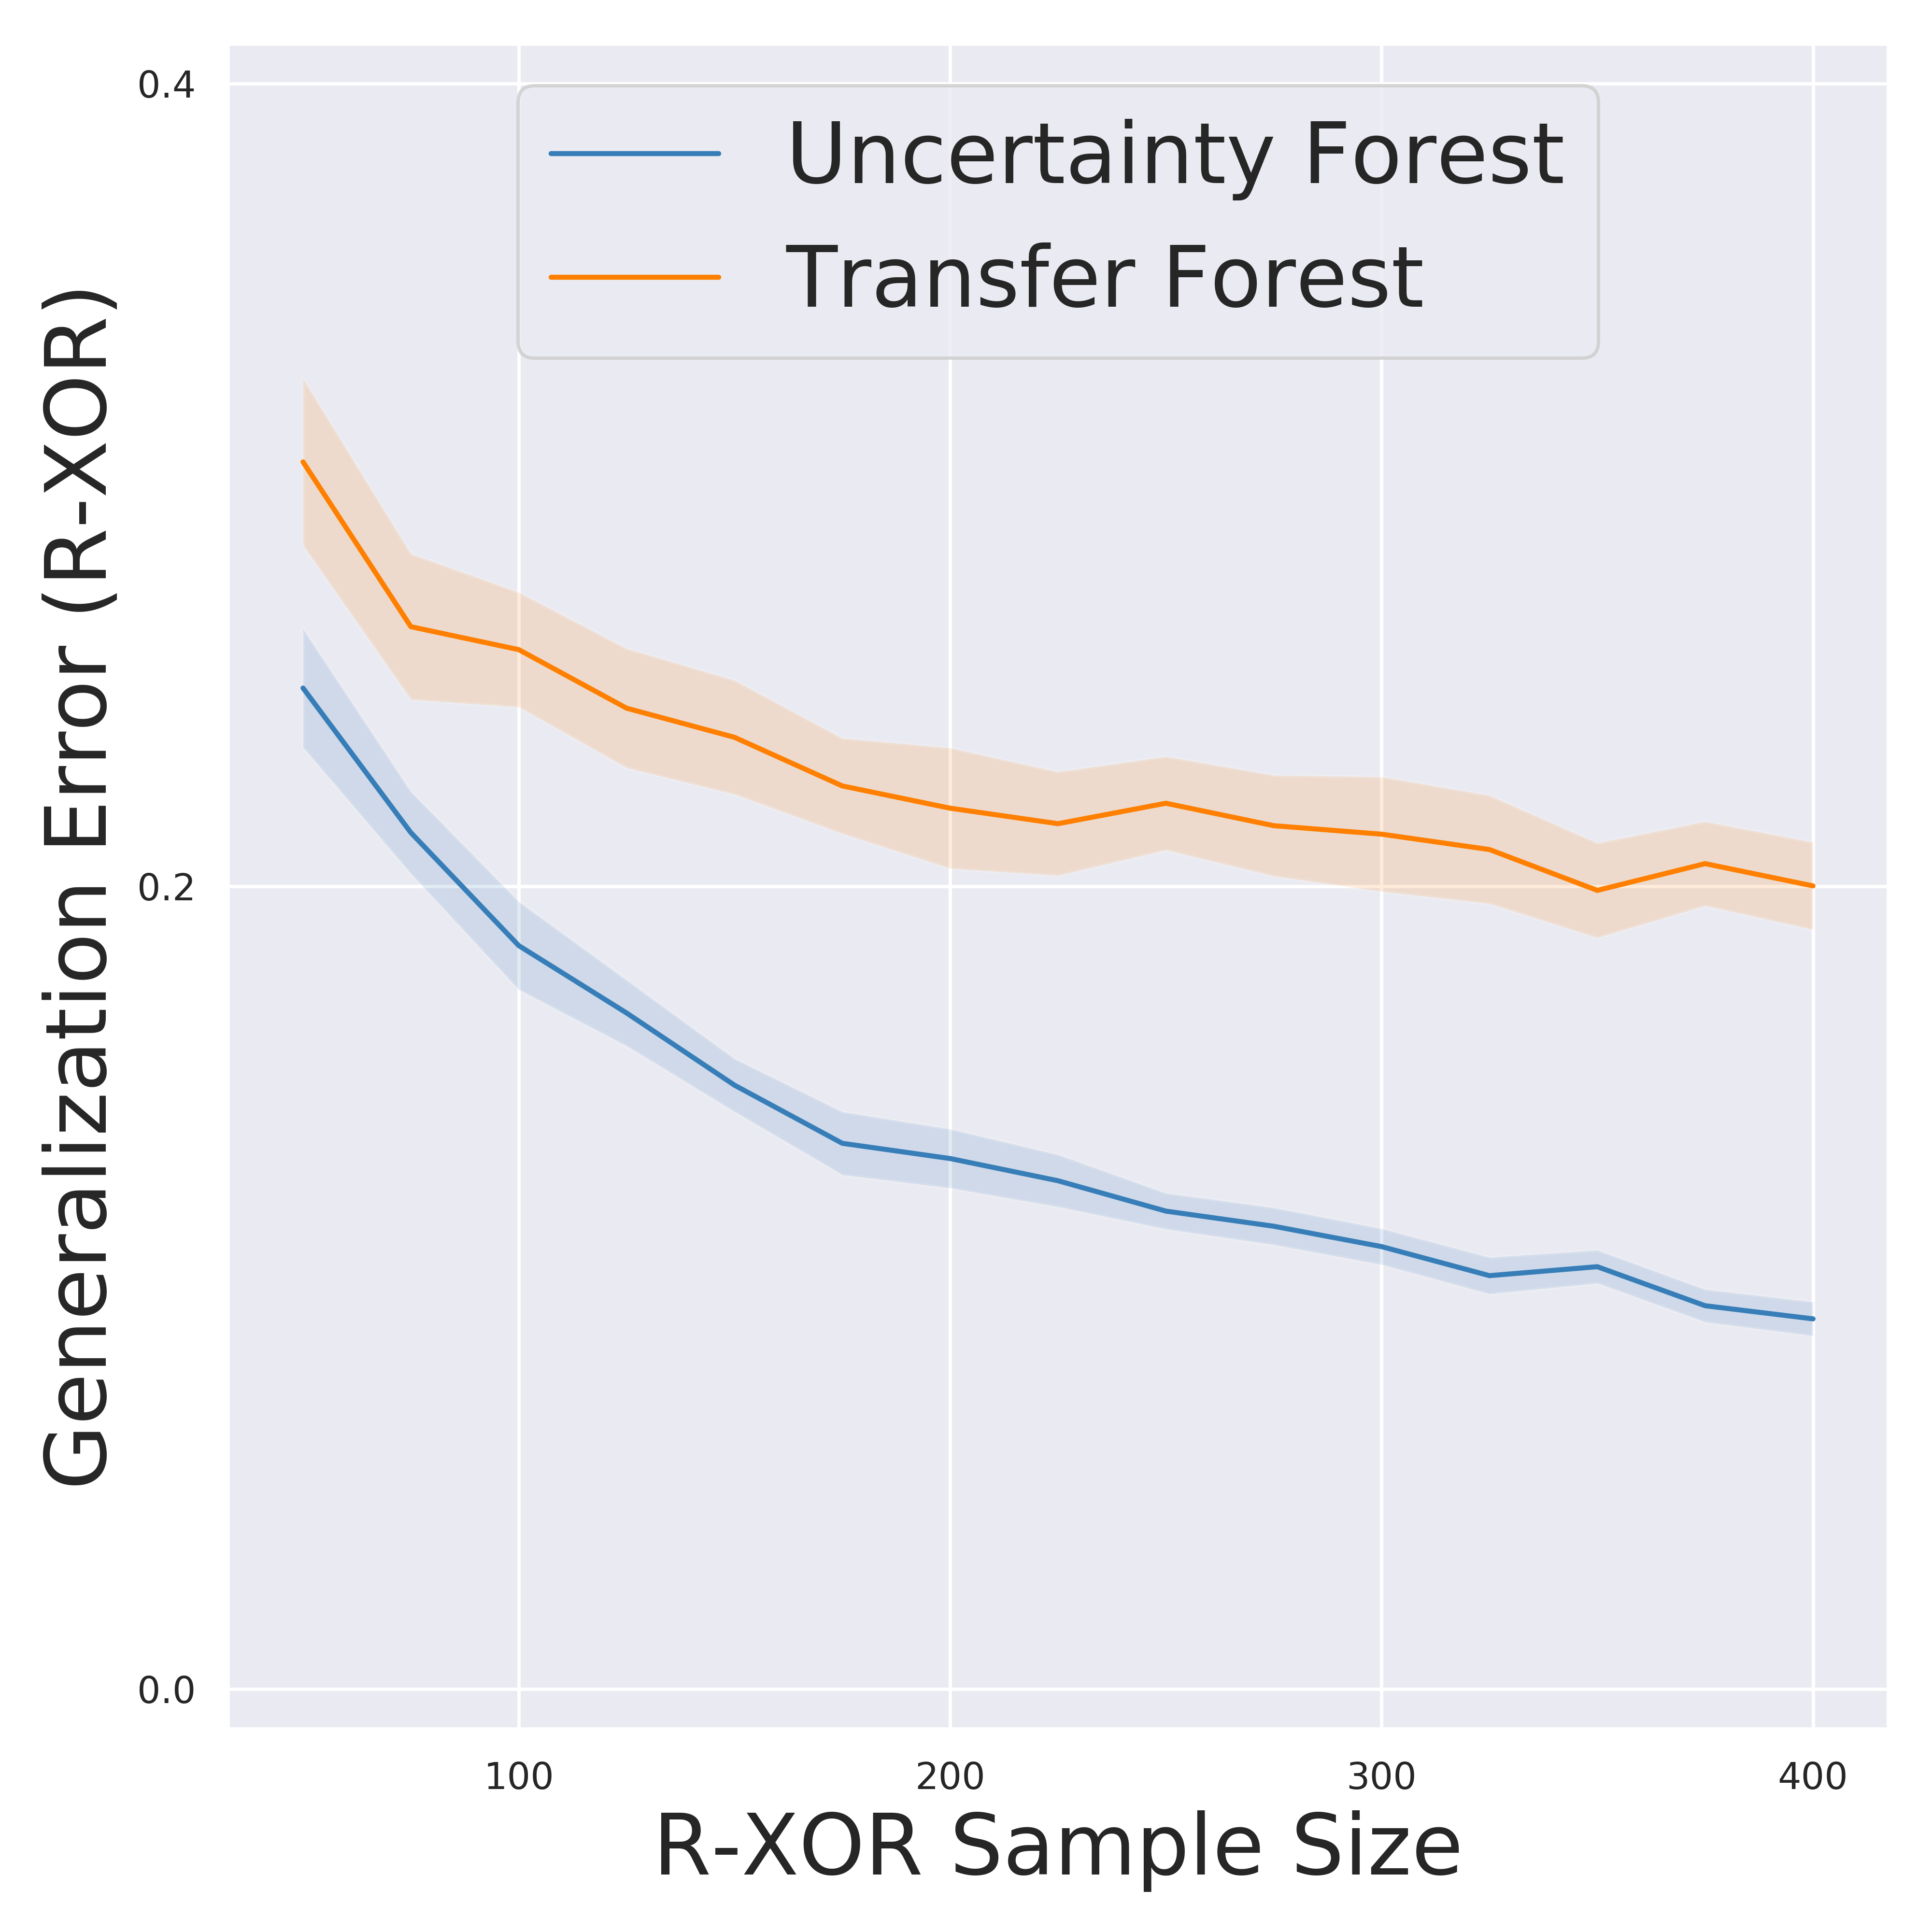 Uncertainty Forest
Transfer Forest
Generalization Error (R-XOR)
0.4
0.2
0.0
100
200
300
400
R-XOR Sample Size